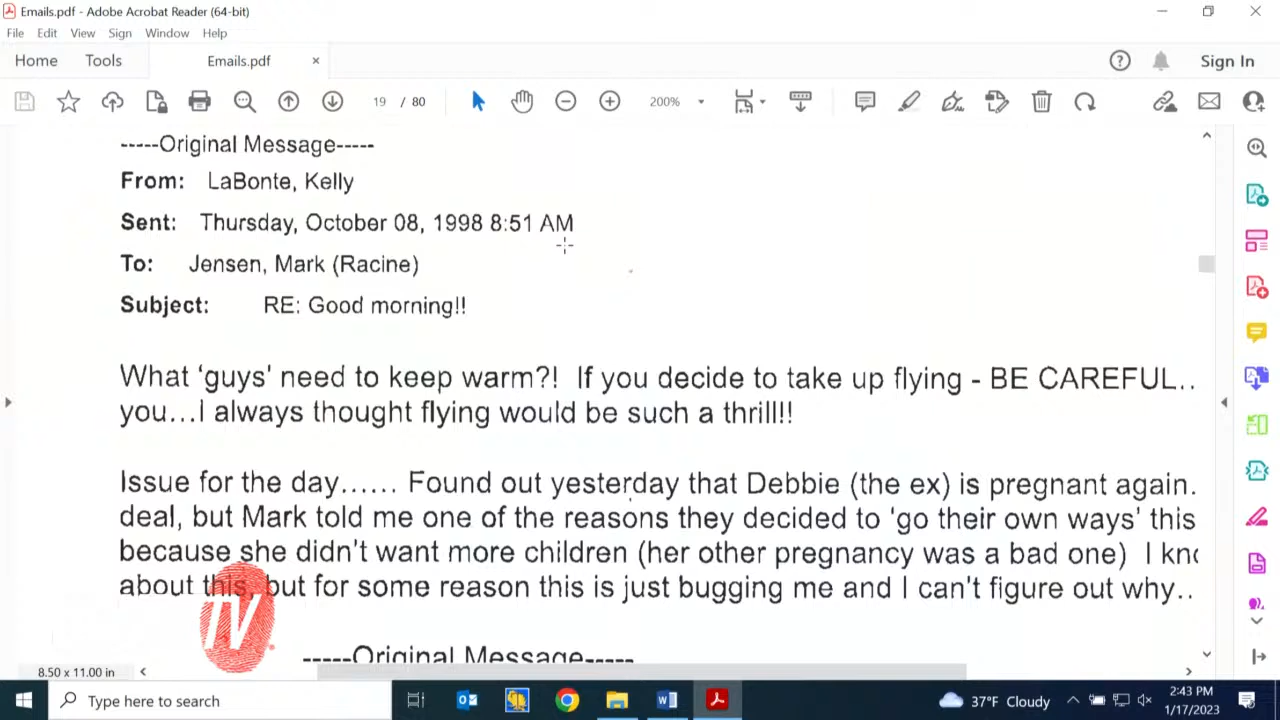 Emails.pdf - Adobe Acrobat Reader (64-bit)
File Edit View Sign Window Help
Home Tools Emails.pdf × Sign In
19 / 80 200%
-----Original Message-----
From: LaBonte, Kelly
Sent: Thursday, October 08, 1998 8:51 AM
To: Jensen, Mark (Racine)
Subject: RE: Good morning!!
What 'guys' need to keep warm?! If you decide to take up flying - BE CAREFUL..
you...I always thought flying would be such a thrill!!
Issue for the day...... Found out yesterday that Debbie (the ex) is pregnant again.
deal, but Mark told me one of the reasons they decided to 'go their own ways' this
because she didn't want more children (her other pregnancy was a bad one) I kno
about this, but for some reason this is just bugging me and I can't figure out why..
TV
-----Original Message-----
8.50 x 11.00 in
Type here to search 37°F Cloudy 2:43 PM
1/17/2023